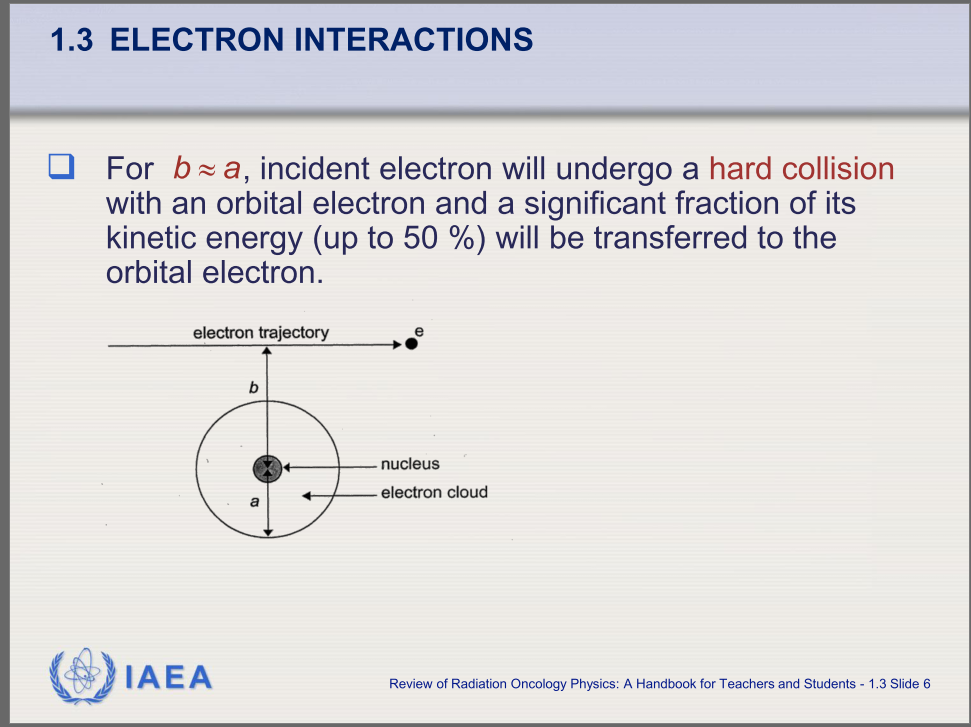 1.3 ELECTRON INTERACTIONS
For b ≈ a, incident electron will undergo a hard collision
with an orbital electron and a significant fraction of its
kinetic energy (up to 50 %) will be transferred to the
orbital electron.
electron trajectory
e
b
nucleus
a
electron cloud
IAEA
Review of Radiation Oncology Physics: A Handbook for Teachers and Students - 1.3 Slide 6